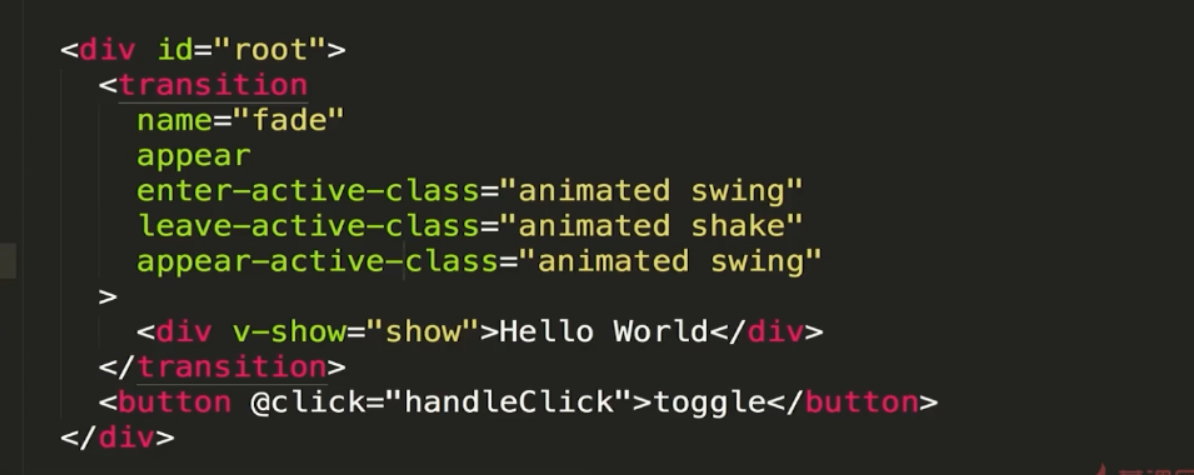 <div id="root">
  <transition
    name="fade"
    appear
    enter-active-class="animated swing"
    leave-active-class="animated shake"
    appear-active-class="animated swing"
  >
    <div v-show="show">Hello World</div>
  </transition>
  <button @click="handleClick">toggle</button>
</div>